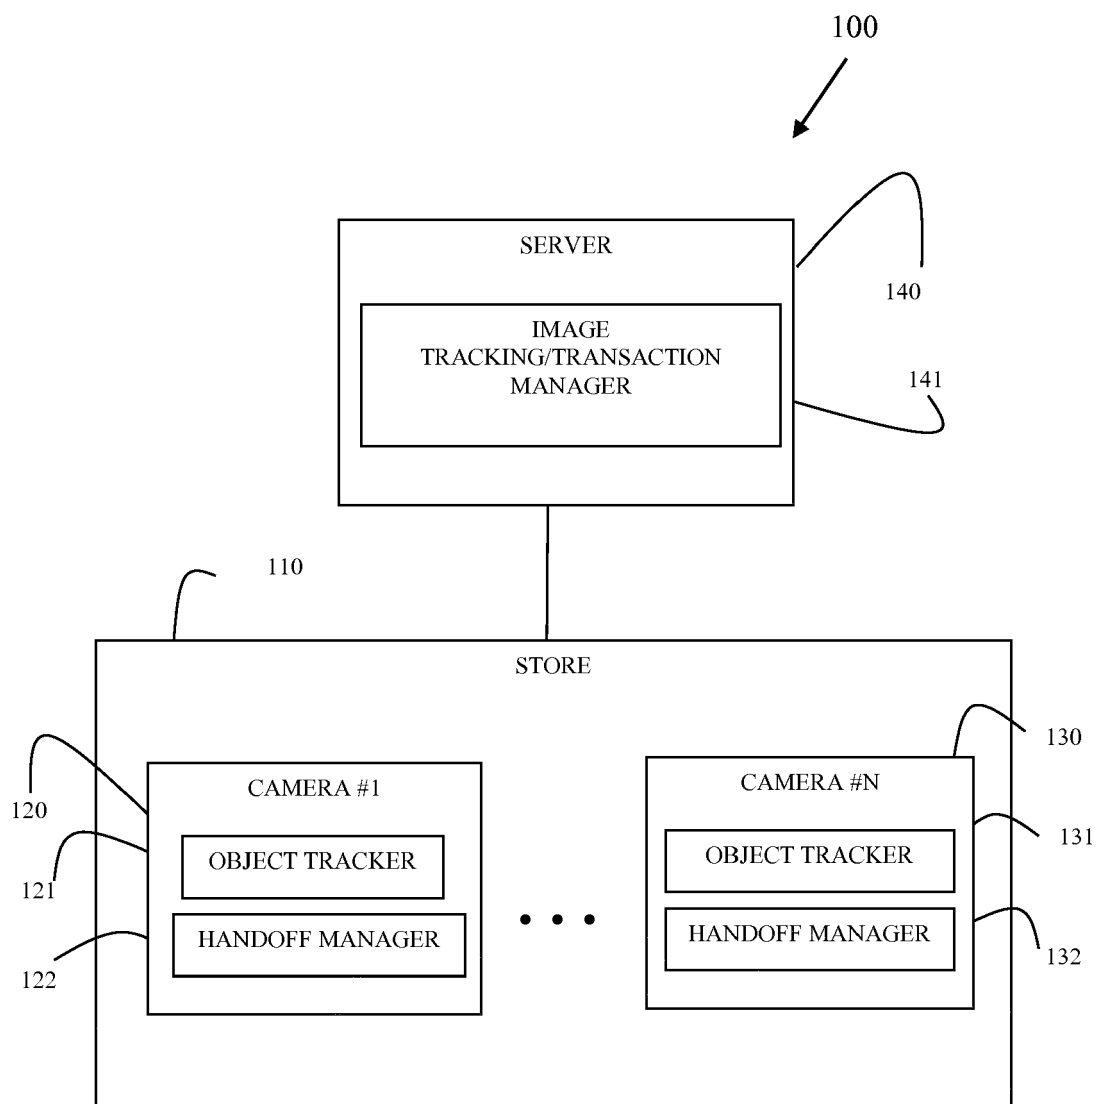 100
SERVER
140
IMAGE
TRACKING/TRANSACTION
MANAGER
141
110
STORE
130
CAMERA #1
CAMERA #N
120
131
OBJECT TRACKER
OBJECT TRACKER
121
HANDOFF MANAGER
HANDOFF MANAGER
122
132